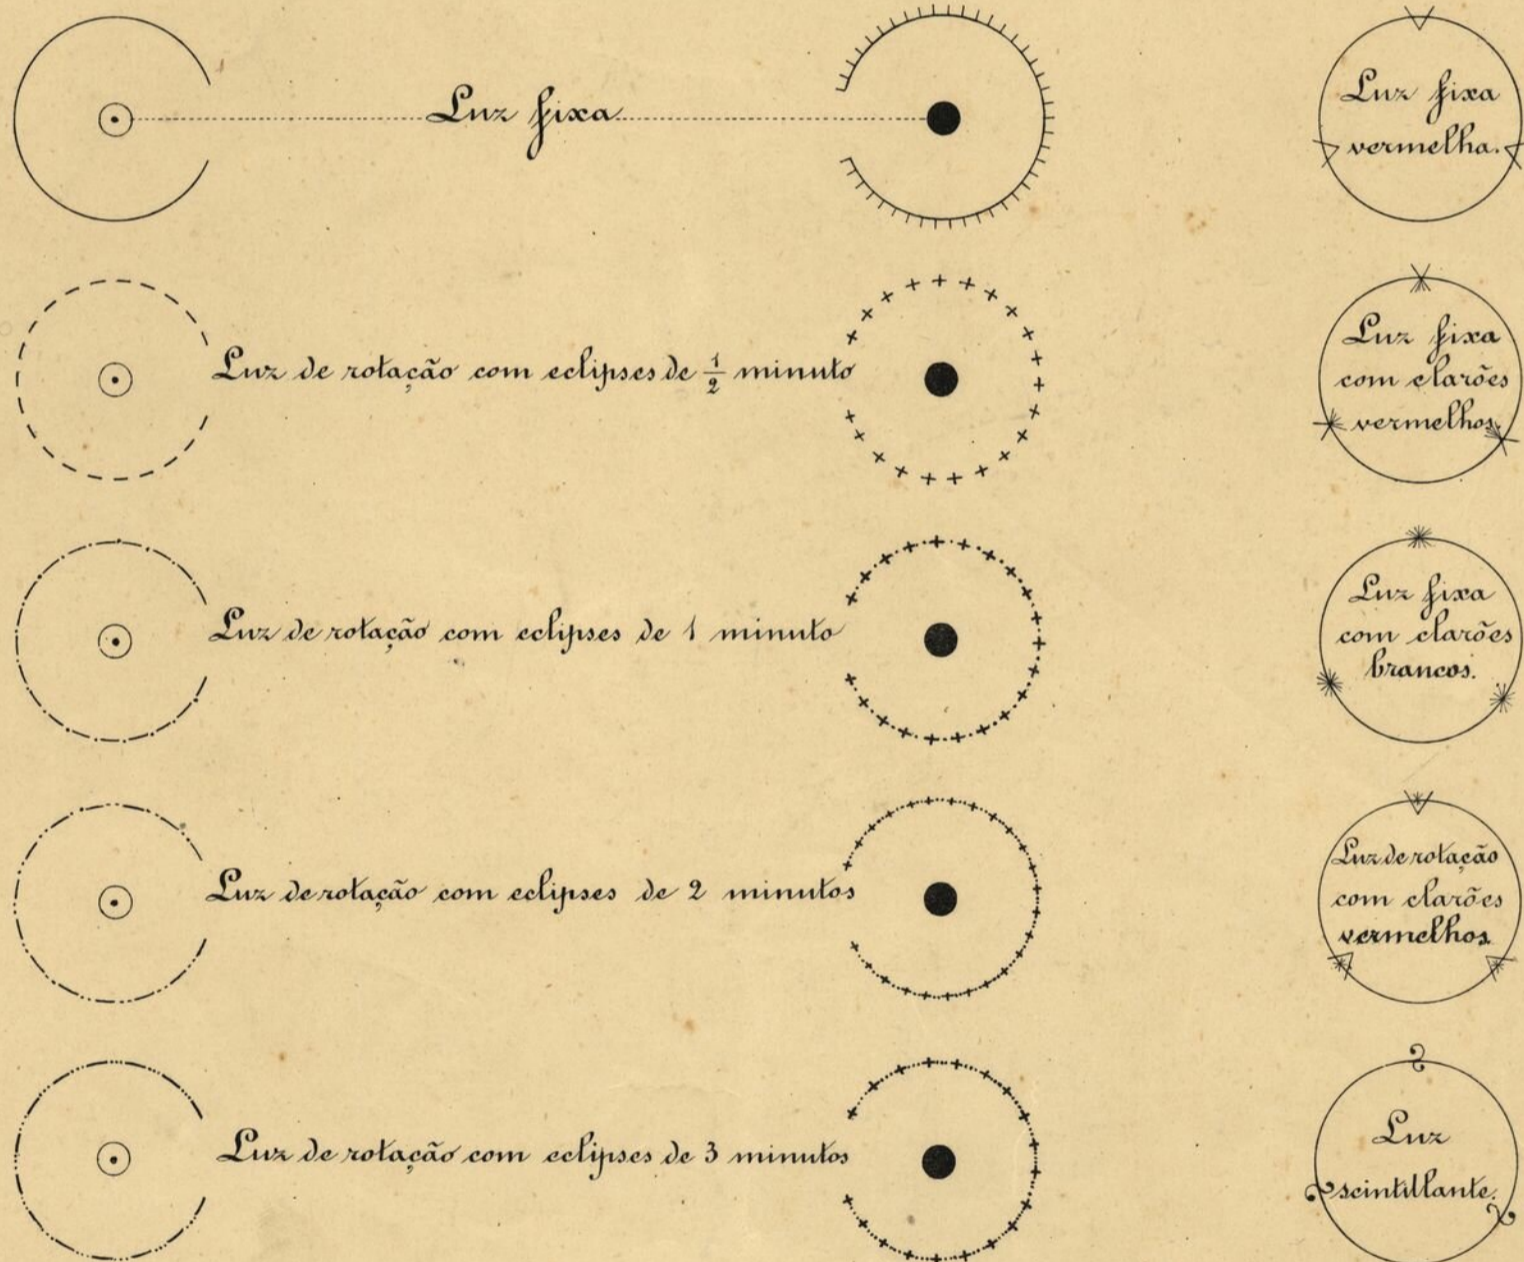 Luz fixa
Luz fixa
vermelha.
Luz de rotação com eclipses de 1/2 minuto
Luz fixa
com clarões
vermelhos.
Luz de rotação com eclipses de 1 minuto
Luz fixa
com clarões
brancos.
Luz de rotação com eclipses de 2 minutos
Luz de rotação
com clarões
vermelhos
Luz de rotação com eclipses de 3 minutos
Luz
scintillante.